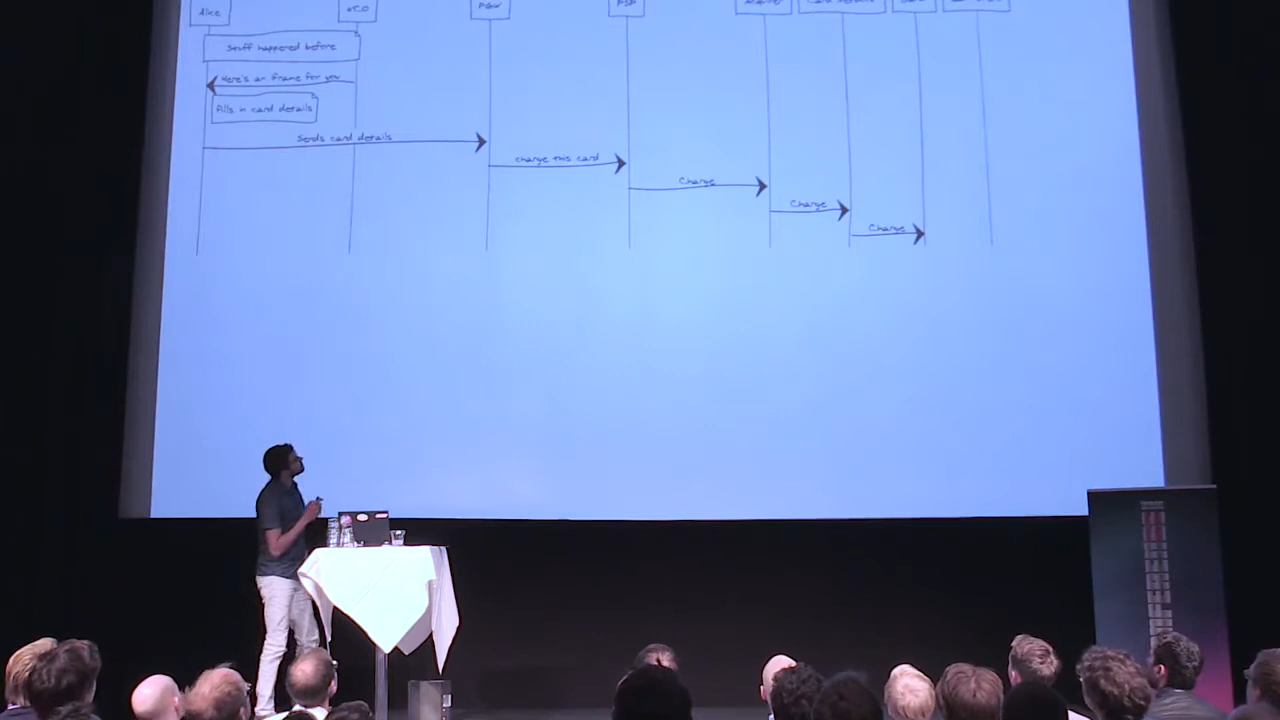 Alice
PGW
PSP
Stuff happened before
Here's an iframe for you
Fills in card details
Sends card details
Charge this card
Charge
Charge
Charge